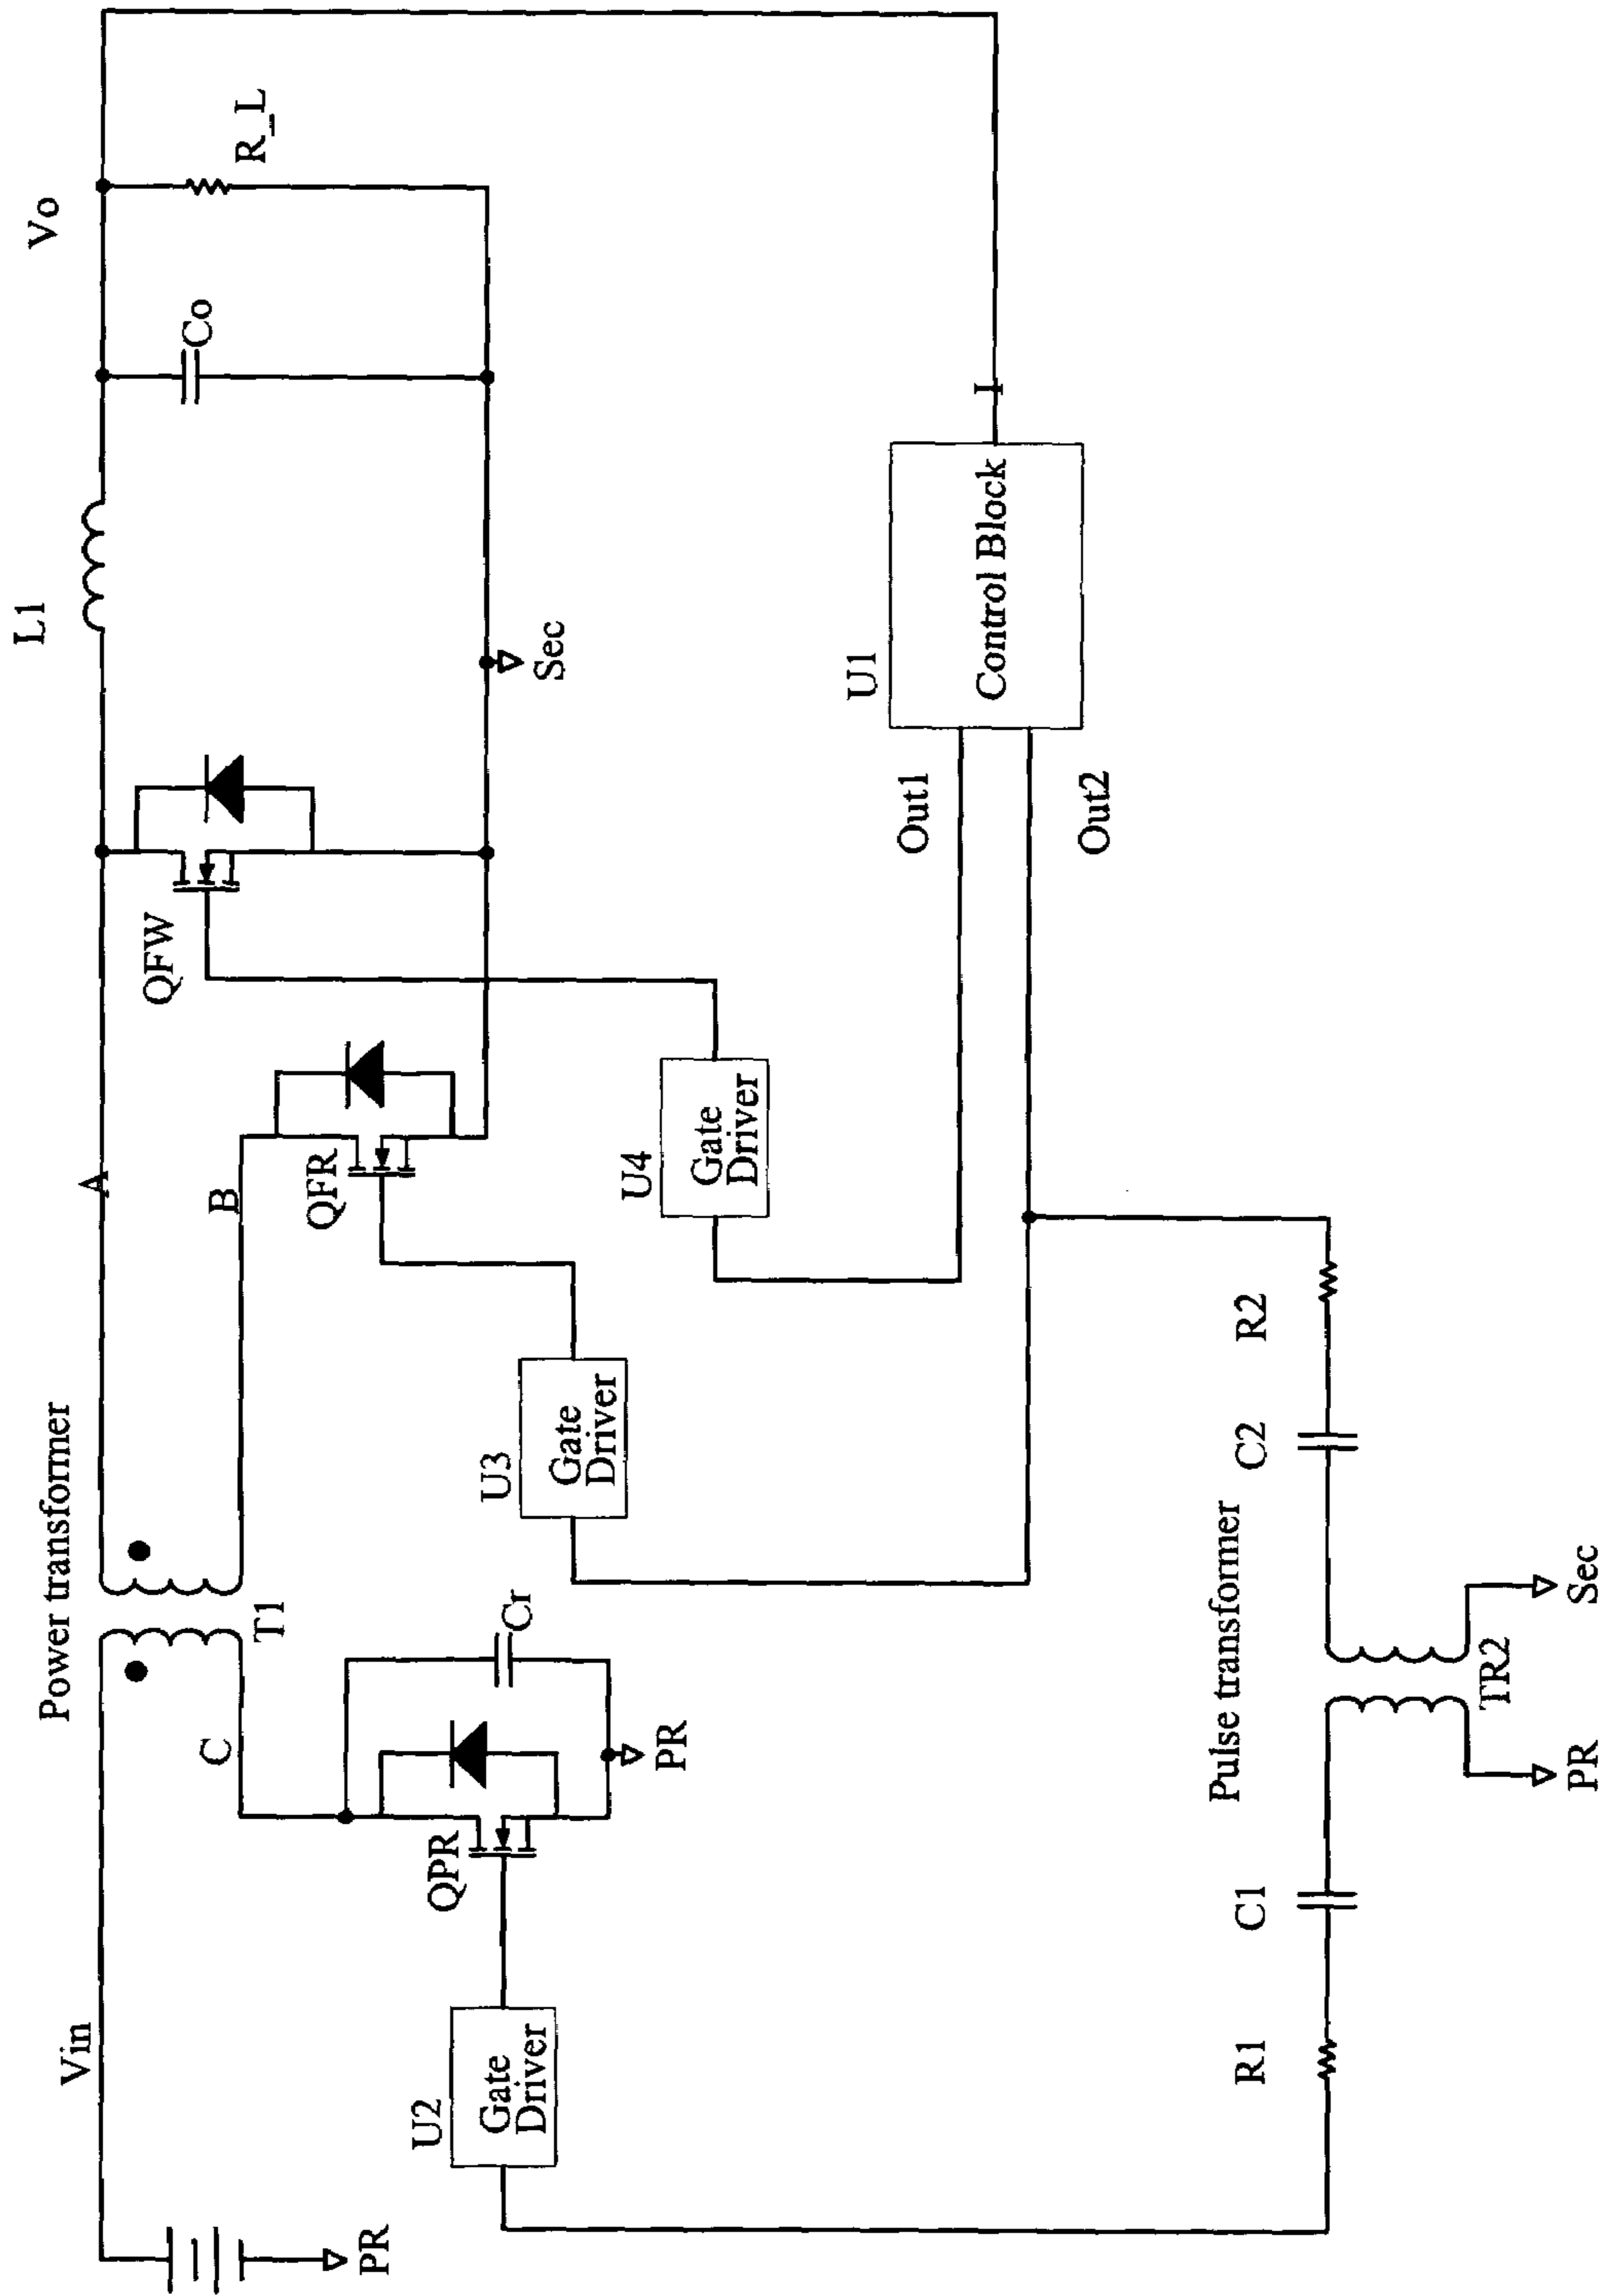 Vin
Power transformer
L1
Vo
PR
C
T1
A
B
QFW
Co
R_L
U2
Gate
Driver
QPR
Cr
PR
U3
Gate
Driver
QFR
U4
Gate
Driver
Sec
Out1
Out2
U1
Control Block
I
R1
C1
Pulse transformer
C2
R2
PR
TR2
Sec